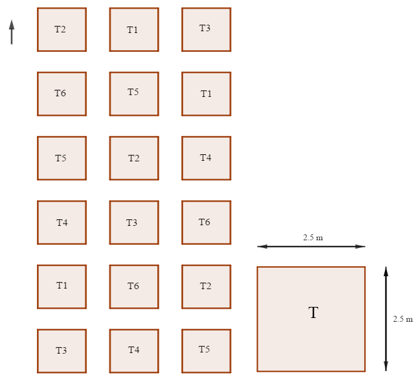 T2 T1 T3
T6 T5 T1
T5 T2 T4
T4 T3 T6
T1 T6 T2
T3 T4 T5
2.5 m
T
2.5 m